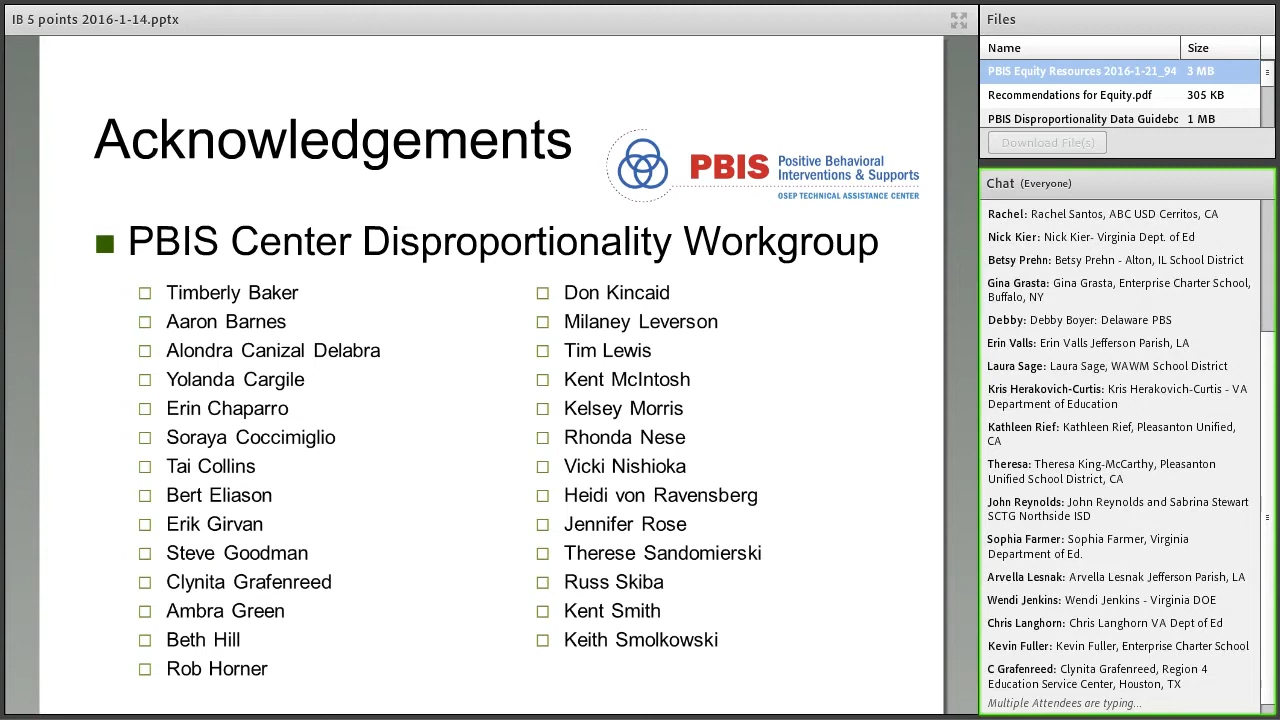 IB 5 points 2016-1-14.pptx
Acknowledgements
PBIS
Positive Behavioral
Interventions & Supports
OSEP TECHNICAL ASSISTANCE CENTER
PBIS Center Disproportionality Workgroup
Timberly Baker
Aaron Barnes
Alondra Canizal Delabra
Yolanda Cargile
Erin Chaparro
Soraya Coccimiglio
Tai Collins
Bert Eliason
Erik Girvan
Steve Goodman
Clynita Grafenreed
Ambra Green
Beth Hill
Rob Horner
Don Kincaid
Milaney Leverson
Tim Lewis
Kent McIntosh
Kelsey Morris
Rhonda Nese
Vicki Nishioka
Heidi von Ravensberg
Jennifer Rose
Therese Sandomierski
Russ Skiba
Kent Smith
Keith Smolkowski
Files
Name Size
PBIS Equity Resources 2016-1-21_94 3 MB
Recommendations for Equity.pdf 305 KB
PBIS Disproportionality Data Guidebo 1 MB
Download File(s)
Chat (Everyone)
Rachel: Rachel Santos, ABC USD Cerritos, CA
Nick Kier: Nick Kier- Virginia Dept. of Ed
Betsy Prehn: Betsy Prehn - Alton, IL School District
Gina Grasta: Gina Grasta, Enterprise Charter School,
Buffalo, NY
Debby: Debby Boyer: Delaware PBS
Erin Valls: Erin Valls Jefferson Parish, LA
Laura Sage: Laura Sage, WAWM School District
Kris Herakovich-Curtis: Kris Herakovich-Curtis - VA
Department of Education
Kathleen Rief: Kathleen Rief, Pleasanton Unified,
CA
Theresa: Theresa King-McCarthy, Pleasanton
Unified School District, CA
John Reynolds: John Reynolds and Sabrina Stewart
SCTG Northside ISD
Sophia Farmer: Sophia Farmer, Virginia
Department of Ed.
Arvella Lesnak: Arvella Lesnak Jefferson Parish, LA
Wendi Jenkins: Wendi Jenkins - Virginia DOE
Chris Langhorn: Chris Langhorn VA Dept of Ed
Kevin Fuller: Kevin Fuller, Enterprise Charter School
C Grafenreed: Clynita Grafenreed, Region 4
Education Service Center, Houston, TX
Multiple Attendees are typing...